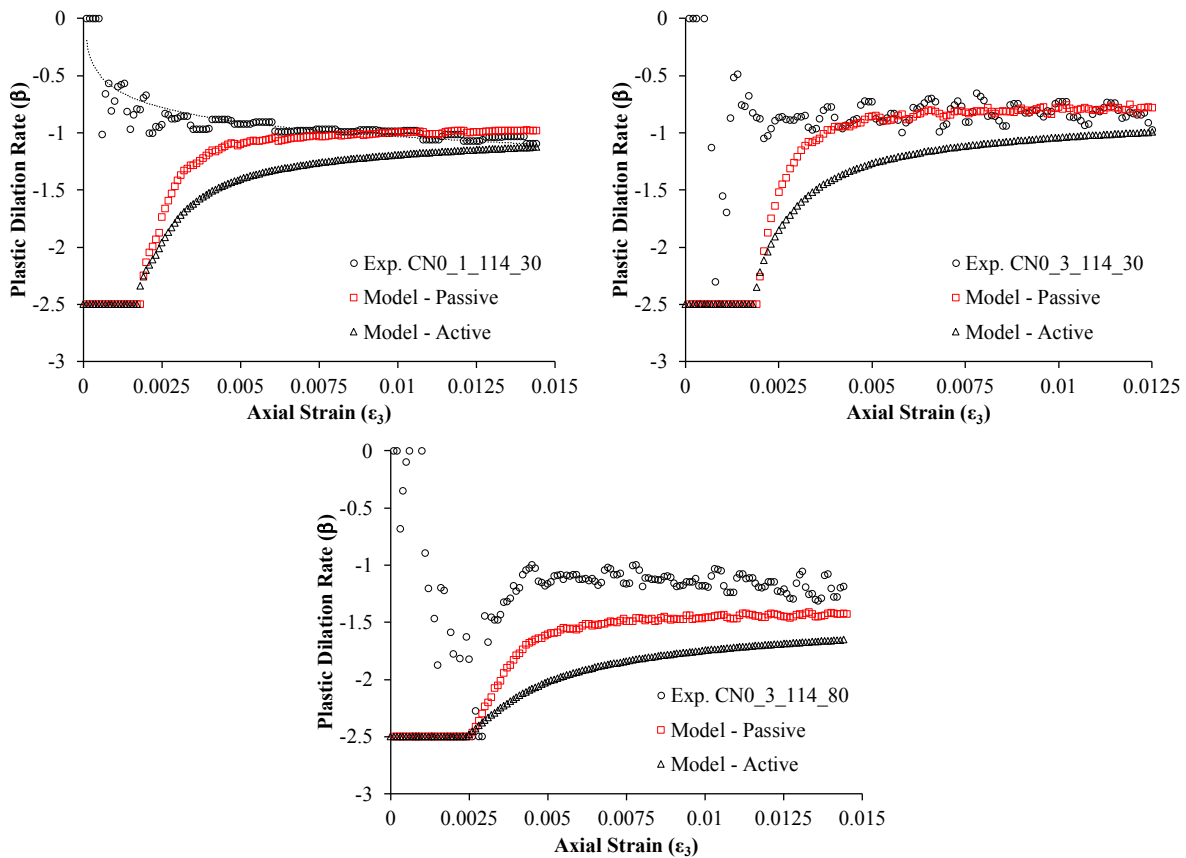 0
-0.5
-1
-1.5
-2
-2.5
-3
Plastic Dilation Rate (β)
Exp. CN0_1_114_30
Model - Passive
Model - Active
0 0.0025 0.005 0.0075 0.01 0.0125 0.015
Axial Strain (ε3)
0
-0.5
-1
-1.5
-2
-2.5
-3
Plastic Dilation Rate (β)
Exp. CN0_3_114_30
Model - Passive
Model - Active
0 0.0025 0.005 0.0075 0.01 0.0125
Axial Strain (ε3)
0
-0.5
-1
-1.5
-2
-2.5
-3
Plastic Dilation Rate (β)
Exp. CN0_3_114_80
Model - Passive
Model - Active
0 0.0025 0.005 0.0075 0.01 0.0125 0.015
Axial Strain (ε3)